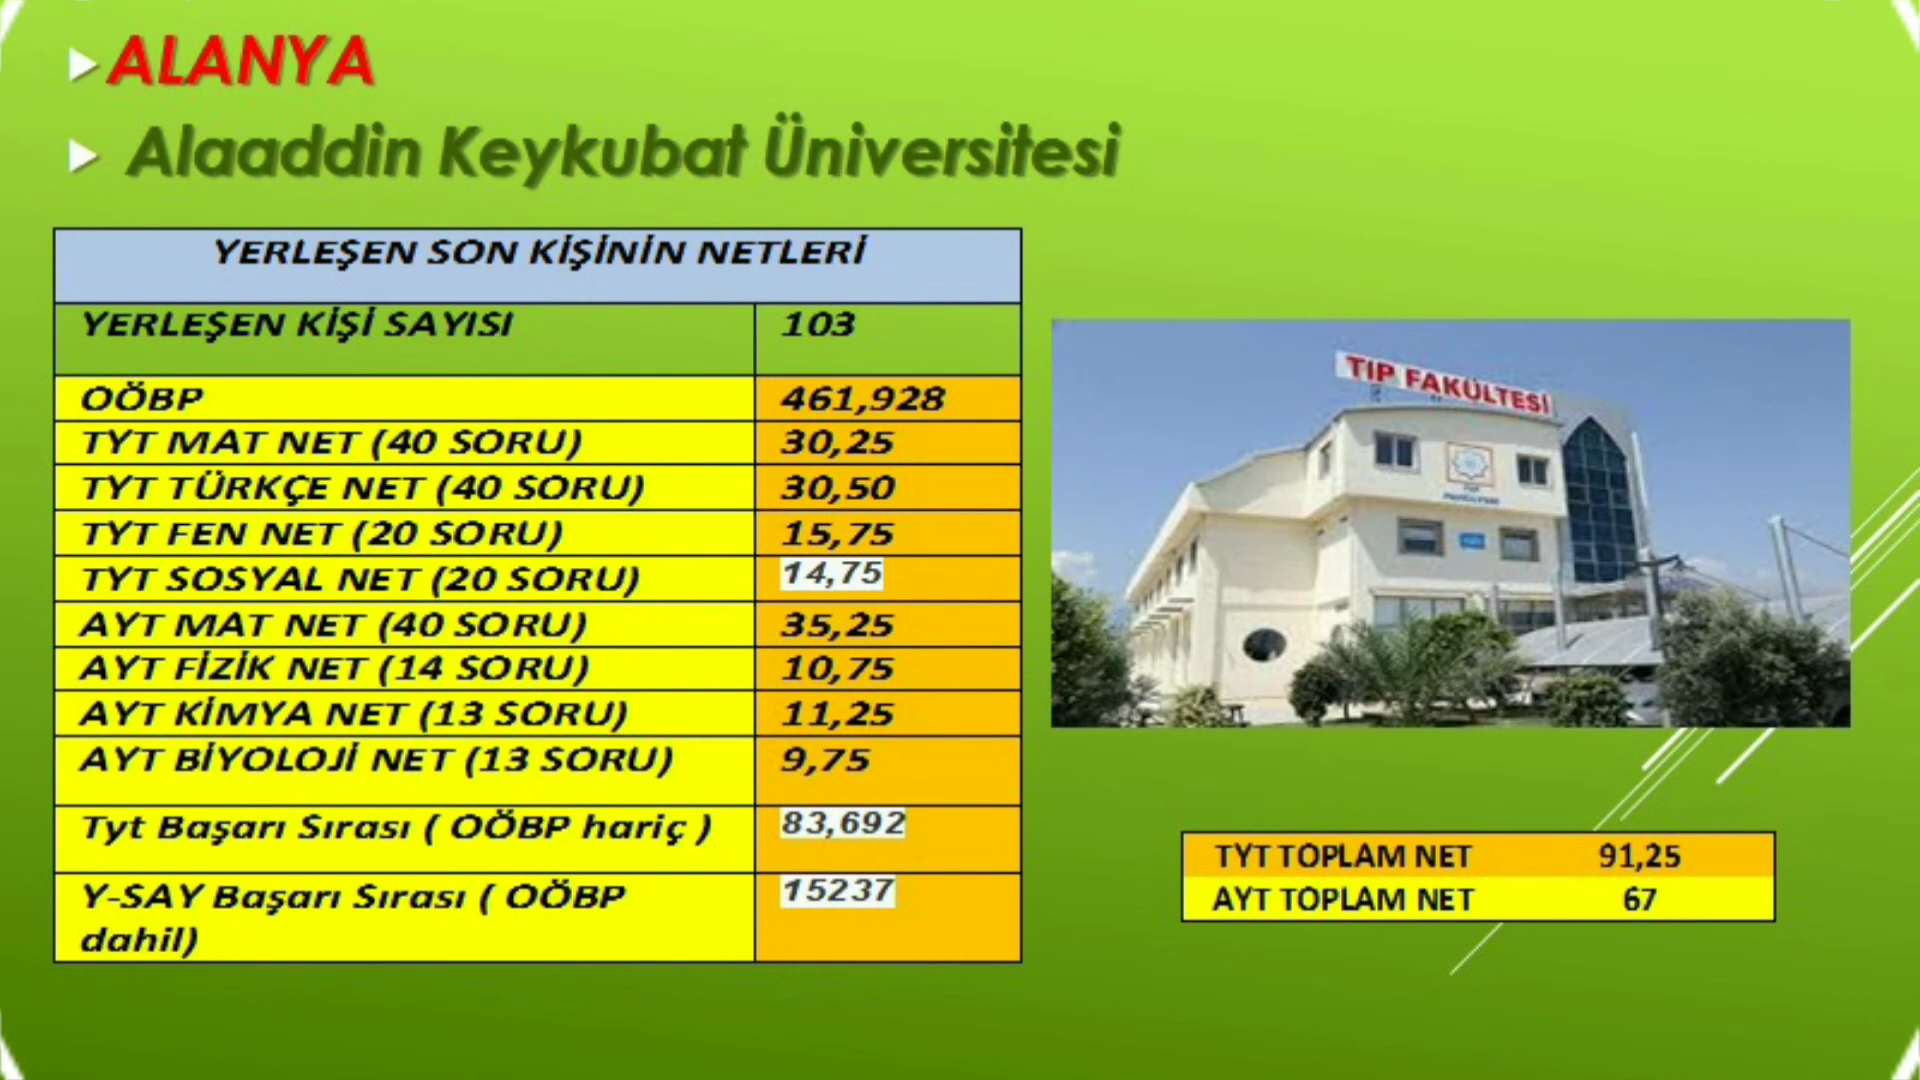 ALANYA
Alaaddin Keykubat Üniversitesi
YERLEŞEN SON KİŞİNİN NETLERİ
YERLEŞEN KİŞİ SAYISI 103
OÖBP 461,928
TYT MAT NET (40 SORU) 30,25
TYT TÜRKÇE NET (40 SORU) 30,50
TYT FEN NET (20 SORU) 15,75
TYT SOSYAL NET (20 SORU) 14,75
AYT MAT NET (40 SORU) 35,25
AYT FİZİK NET (14 SORU) 10,75
AYT KİMYA NET (13 SORU) 11,25
AYT BİYOLOJİ NET (13 SORU) 9,75
Tyt Başarı Sırası ( OÖBP hariç ) 83,692
Y-SAY Başarı Sırası ( OÖBP 15237
dahil)
TIP FAKÜLTESİ
TYT TOPLAM NET 91,25
AYT TOPLAM NET 67